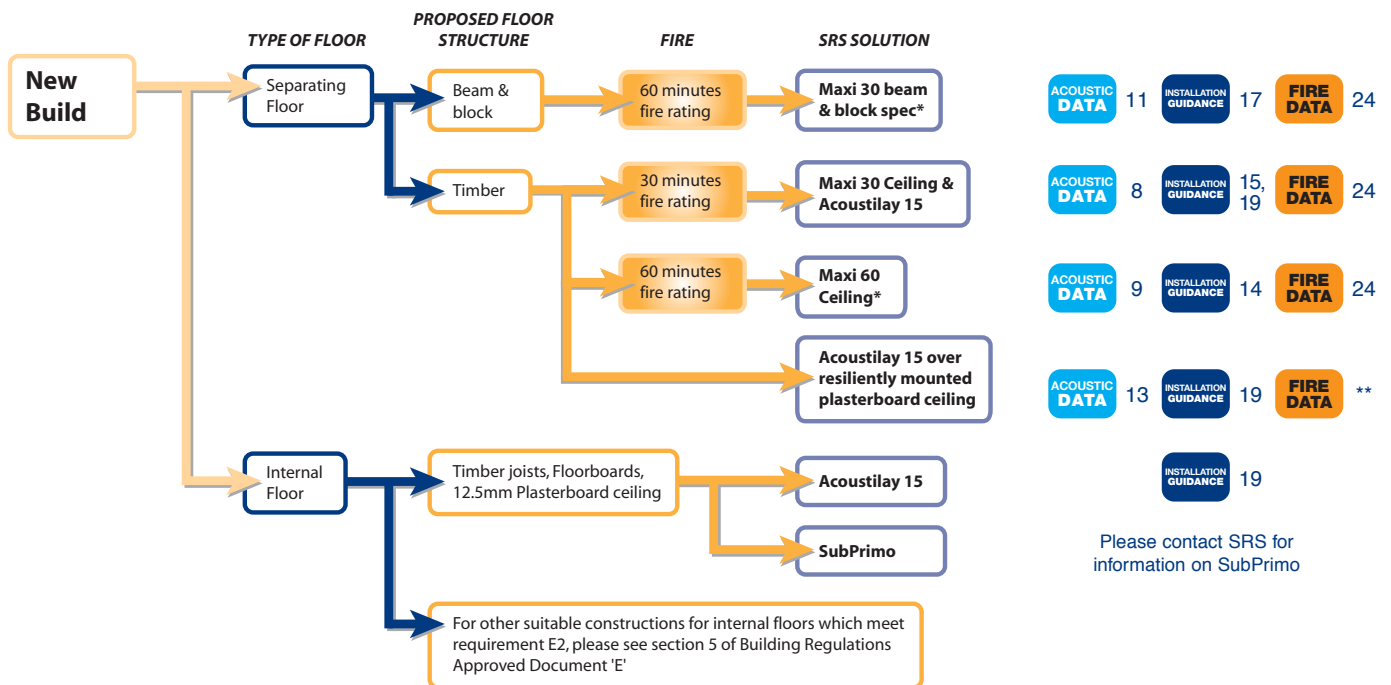 TYPE OF FLOOR
PROPOSED FLOOR
STRUCTURE
FIRE
SRS SOLUTION
New
Build
Separating
Floor
Beam &
block
60 minutes
fire rating
Maxi 30 beam
& block spec*
ACOUSTIC
DATA
11
INSTALLATION
GUIDANCE
17
FIRE
DATA
24
Timber
30 minutes
fire rating
Maxi 30 Ceiling &
Acoustilay 15
ACOUSTIC
DATA
8
INSTALLATION
GUIDANCE
15,
19
FIRE
DATA
24
60 minutes
fire rating
Maxi 60
Ceiling*
ACOUSTIC
DATA
9
INSTALLATION
GUIDANCE
14
FIRE
DATA
24
Acoustilay 15 over
resiliently mounted
plasterboard ceiling
ACOUSTIC
DATA
13
INSTALLATION
GUIDANCE
19
FIRE
DATA
**
Internal
Floor
Timber joists, Floorboards,
12.5mm Plasterboard ceiling
Acoustilay 15
INSTALLATION
GUIDANCE
19
SubPrimo
Please contact SRS for
information on SubPrimo
For other suitable constructions for internal floors which meet
requirement E2, please see section 5 of Building Regulations
Approved Document 'E'